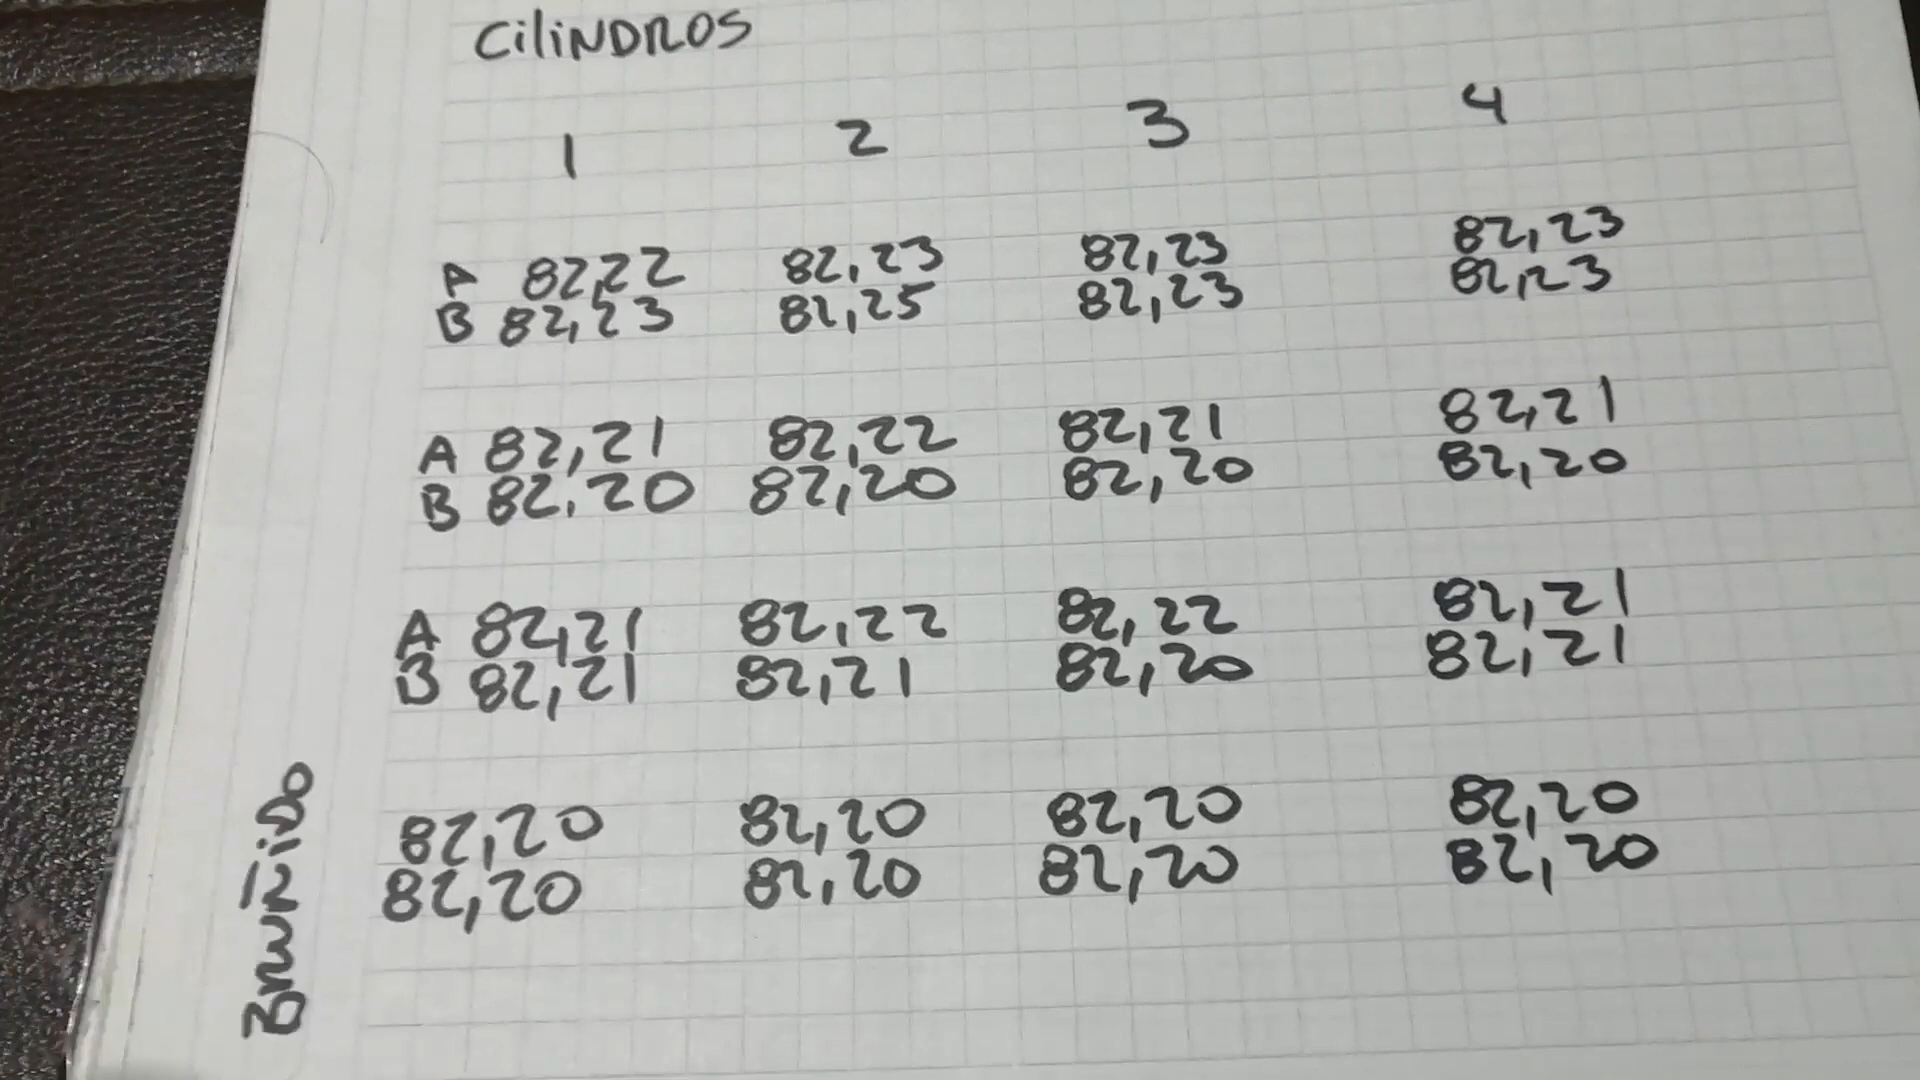 CiliNDROS
1 2 3 4
A 82,22 82,23 82,23 82,23
B 82,23 82,25 82,23 82,23
A 82,21 82,22 82,21 82,21
B 82,20 82,20 82,20 82,20
A 82,21 82,22 82,22 82,21
B 82,21 82,21 82,20 82,21
BruÑiDO
82,20 82,20 82,20 82,20
82,20 82,20 82,20 82,20